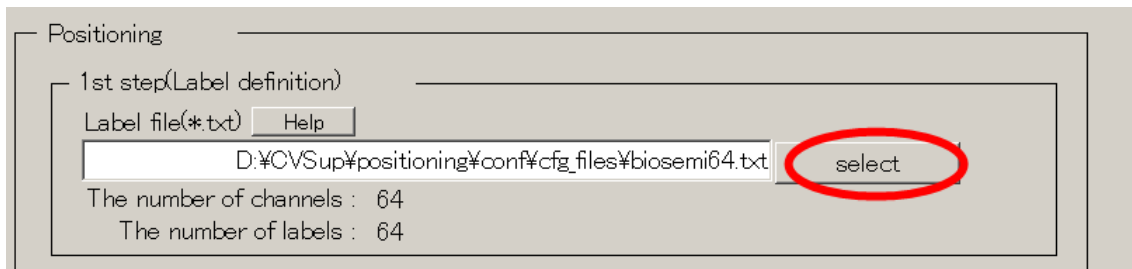 Positioning
1st step(Label definition)
Label file(*.txt) Help
D:¥CVSup¥positioning¥conf¥cfg_files¥biosemi64.txt select
The number of channels : 64
The number of labels : 64